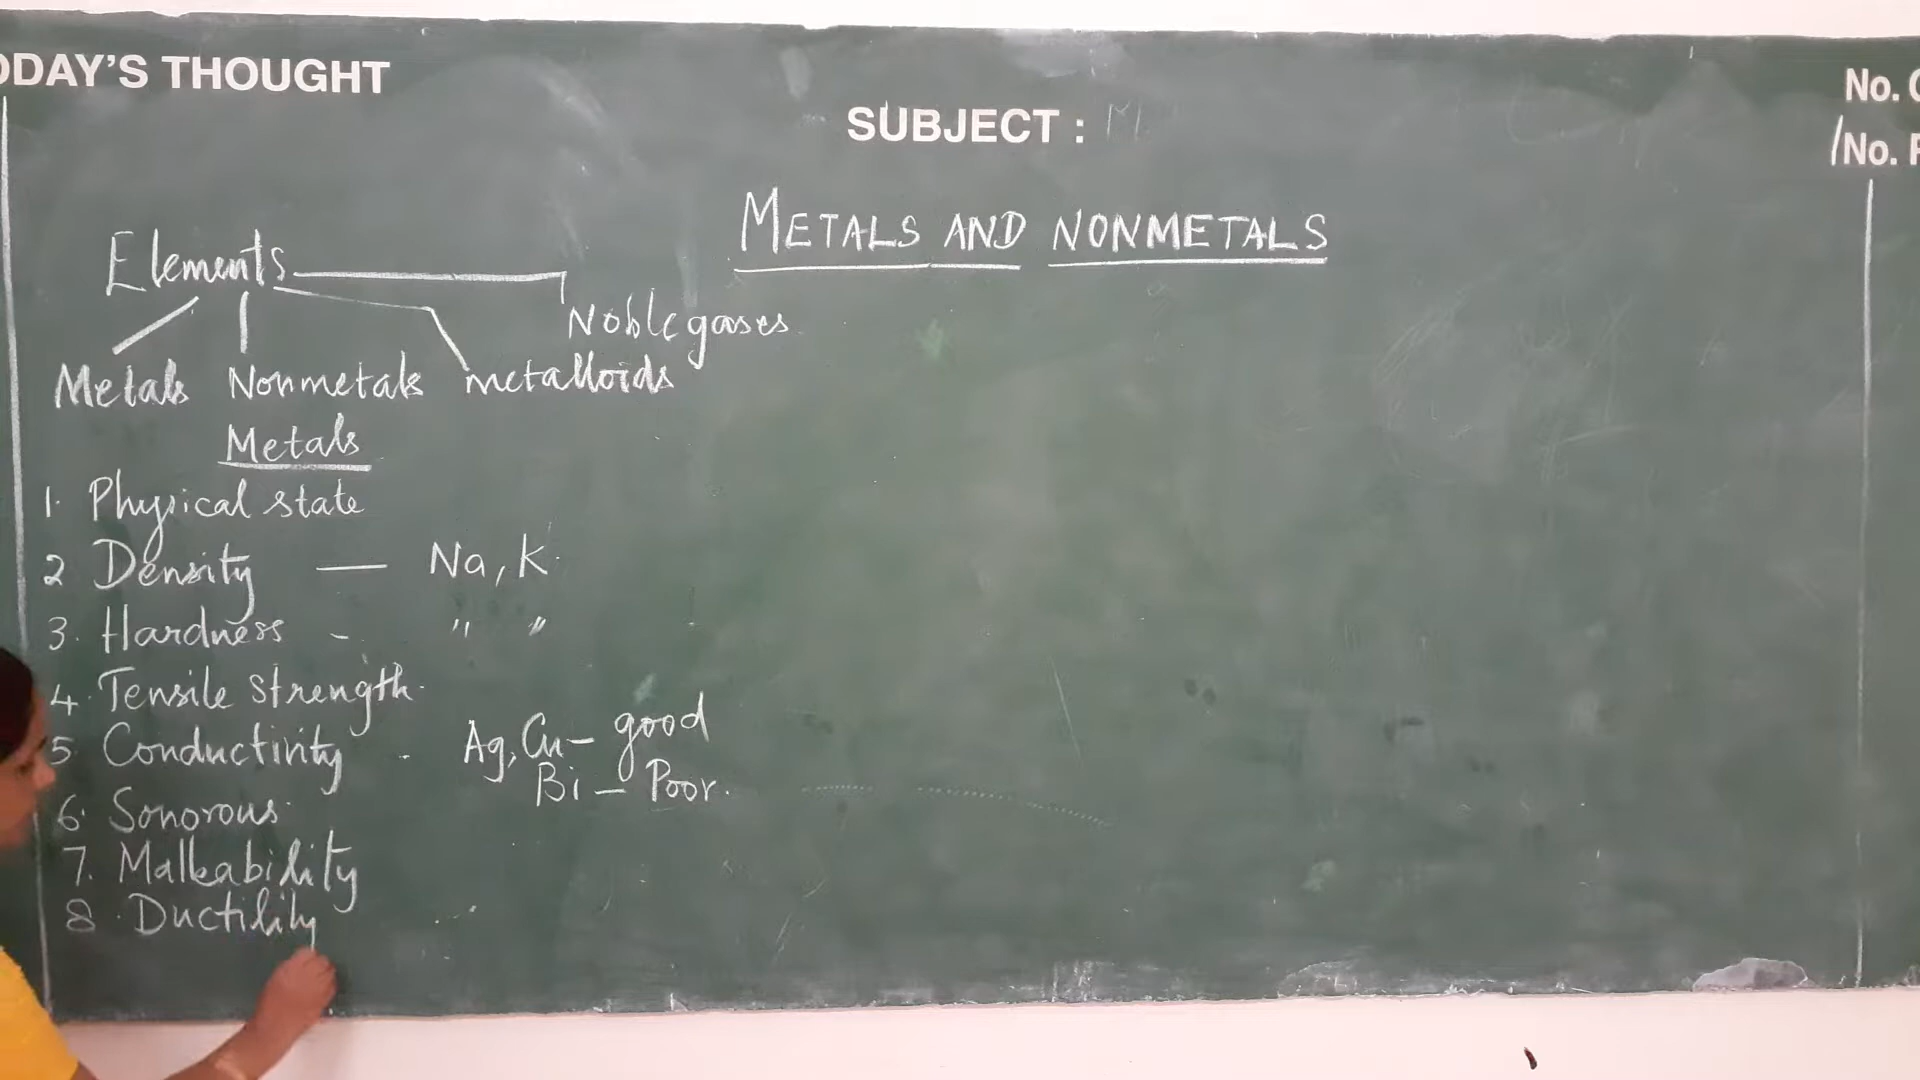 ODAY'S THOUGHT
SUBJECT :
No.
/No.
METALS AND NONMETALS
Elements
Noble gases
Metals Nonmetals metalloids
Metals
1. Physical state
2 Density — Na, K.
3. Hardness - " "
4. Tensile strength.
5 Conductivity - Ag, Cu - good
Bi - Poor.
6. Sonorous.
7. Malleability
8. Ductility